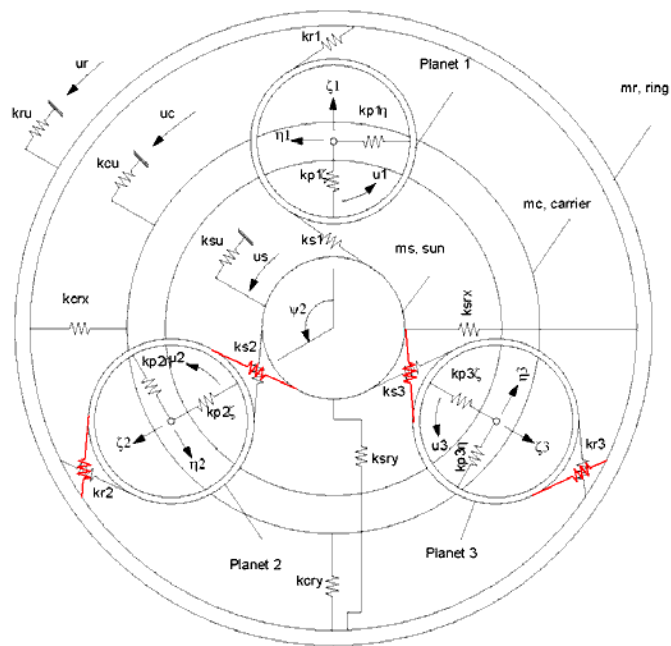 kr1
Planet 1
mr, ring
ur
kru
uc
kcu
ζ1
kp1η
η1
kp1ζ
u1
mc, carrier
ksu
us
ks1
ms, sun
kcrx
ψ2
ksrx
ks2
ks3
u2
kp2ζ
ζ2
η2
kp3ζ
η3
u3
kp3η
ζ3
kr2
kr3
ksry
Planet 2
Planet 3
kcry